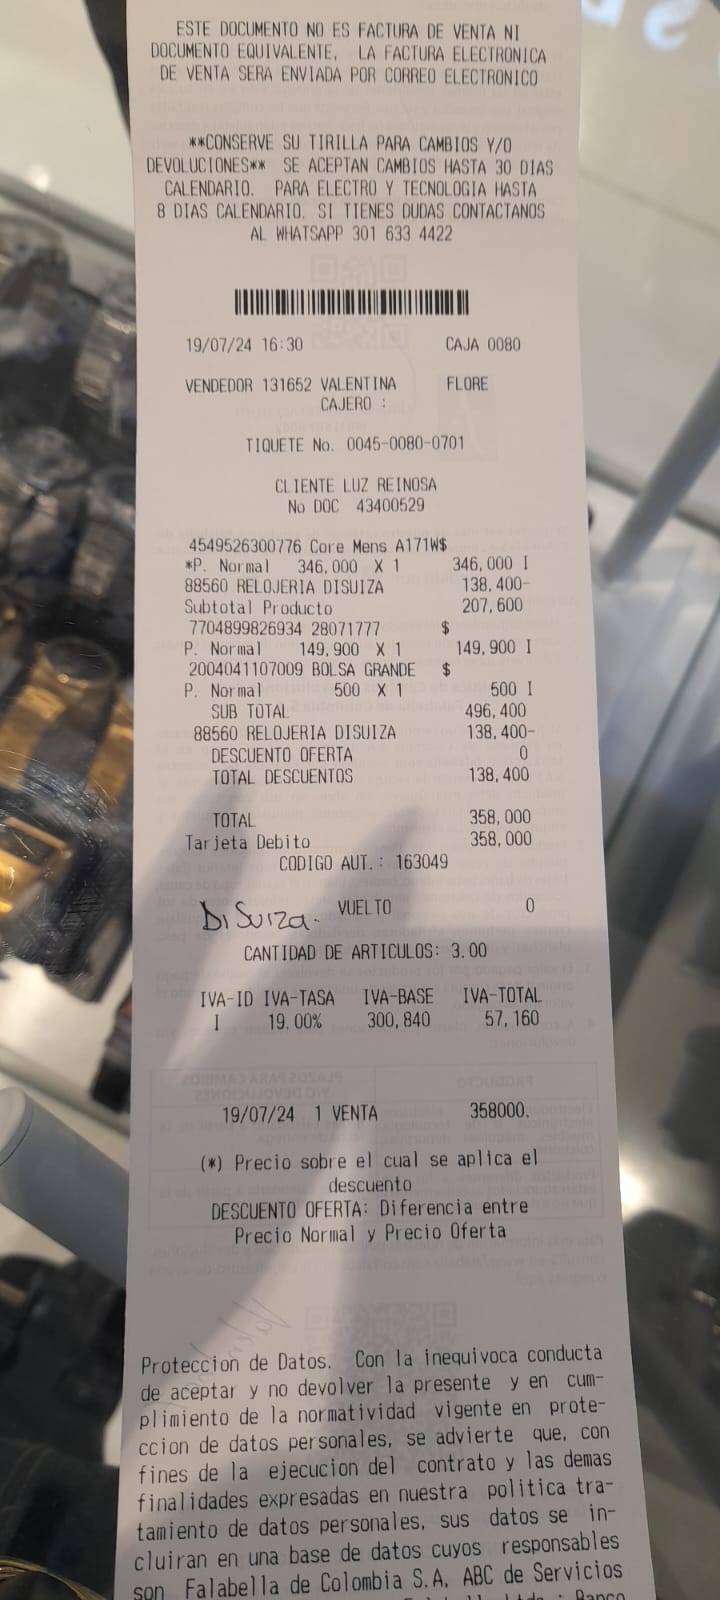 ESTE DOCUMENTO NO ES FACTURA DE VENTA NI
DOCUMENTO EQUIVALENTE, LA FACTURA ELECTRONICA
DE VENTA SERA ENVIADA POR CORREO ELECTRONICO
**CONSERVE SU TIRILLA PARA CAMBIOS Y/O
DEVOLUCIONES** SE ACEPTAN CAMBIOS HASTA 30 DIAS
CALENDARIO. PARA ELECTRO Y TECNOLOGIA HASTA
8 DIAS CALENDARIO. SI TIENES DUDAS CONTACTANOS
AL WHATSAPP 301 633 4422
19/07/24 16:30 CAJA 0080
VENDEDOR 131652 VALENTINA FLORE
CAJERO :
TIQUETE No. 0045-0080-0701
CLIENTE LUZ REINOSA
No DOC 43400529
4549526300776 Core Mens A171W$
*P. Normal 346,000 X 1 346,000 I
88560 RELOJERIA DISUIZA 138,400-
Subtotal Producto 207,600
7704899826934 28071777 $
P. Normal 149,900 X 1 149,900 I
2004041107009 BOLSA GRANDE $
P. Normal 500 X 1 500 I
SUB TOTAL 496,400
88560 RELOJERIA DISUIZA 138,400-
DESCUENTO OFERTA 0
TOTAL DESCUENTOS 138,400
TOTAL 358,000
Tarjeta Debito 358,000
CODIGO AUT.: 163049
DiSuiza. VUELTO 0
CANTIDAD DE ARTICULOS: 3.00
IVA-ID IVA-TASA IVA-BASE IVA-TOTAL
I 19.00% 300,840 57,160
19/07/24 1 VENTA 358000.
(*) Precio sobre el cual se aplica el
descuento
DESCUENTO OFERTA: Diferencia entre
Precio Normal y Precio Oferta
Proteccion de Datos. Con la inequivoca conducta
de aceptar y no devolver la presente y en cum-
plimiento de la normatividad vigente en prote-
ccion de datos personales, se advierte que, con
fines de la ejecucion del contrato y las demas
finalidades expresadas en nuestra politica tra-
tamiento de datos personales, sus datos se in-
cluiran en una base de datos cuyos responsables
son Falabella de Colombia S.A, ABC de Servicios
Banco